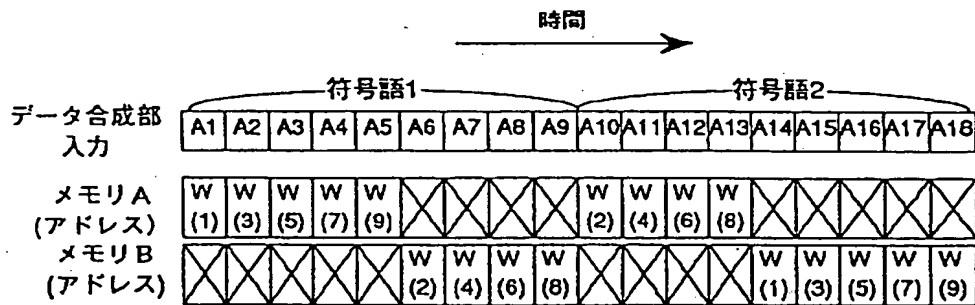 時間
符号語1 符号語2
データ合成部
入力
A1 A2 A3 A4 A5 A6 A7 A8 A9 A10 A11 A12 A13 A14 A15 A16 A17 A18
メモリA
(アドレス)
W W W W W W W W W
(1) (3) (5) (7) (9) (2) (4) (6) (8)
メモリB
(アドレス)
W W W W W W W W W
(2) (4) (6) (8) (1) (3) (5) (7) (9)